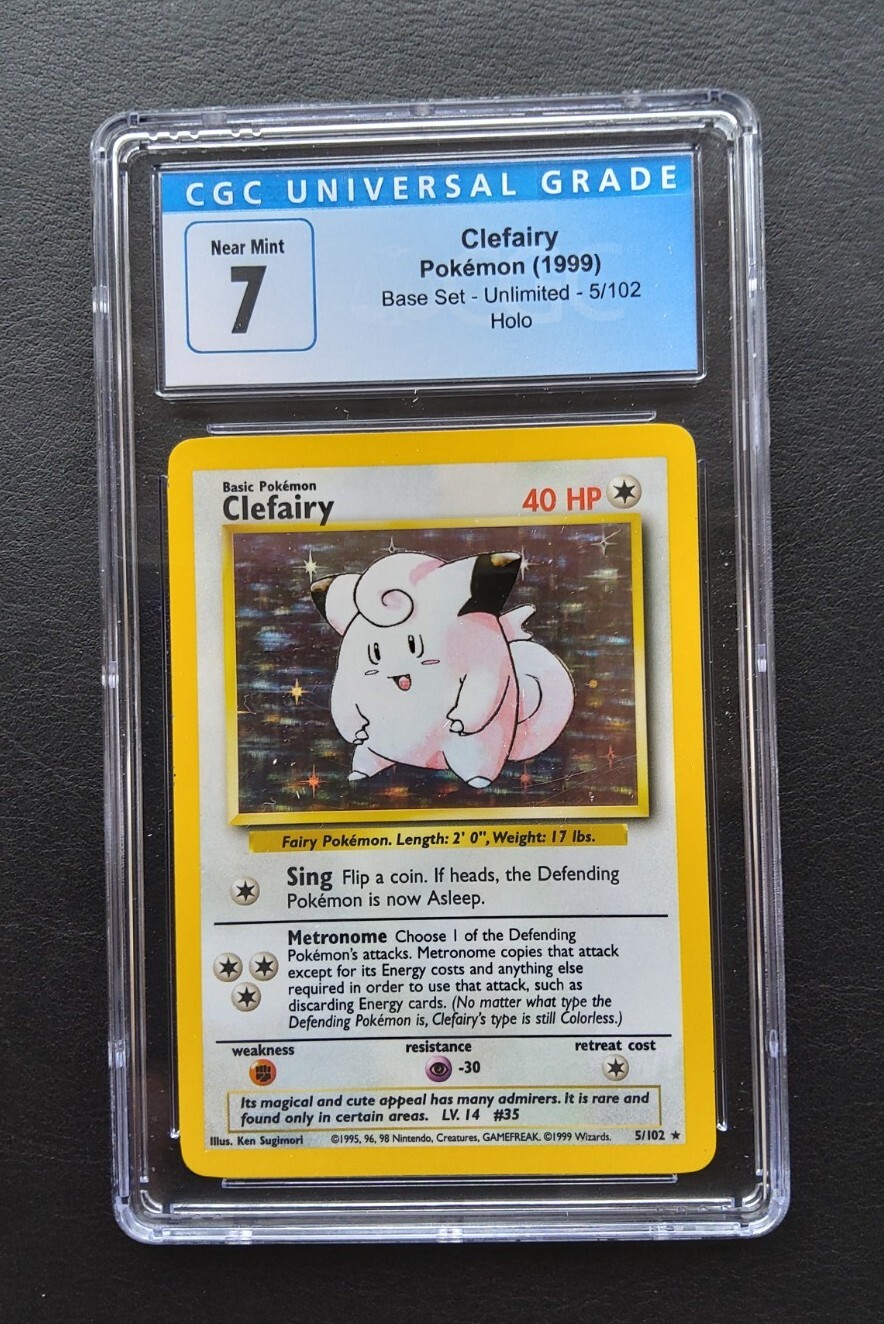 CGC UNIVERSAL GRADE
Near Mint
7
Clefairy
Pokémon (1999)
Base Set - Unlimited - 5/102
Holo
Basic Pokémon
Clefairy
40 HP
Fairy Pokémon. Length: 2' 0", Weight: 17 lbs.
Sing Flip a coin. If heads, the Defending
Pokémon is now Asleep.
Metronome Choose 1 of the Defending
Pokémon's attacks. Metronome copies that attack
except for its Energy costs and anything else
required in order to use that attack, such as
discarding Energy cards. (No matter what type the
Defending Pokémon is, Clefairy's type is still Colorless.)
weakness
resistance
retreat cost
-30
Its magical and cute appeal has many admirers. It is rare and
found only in certain areas. LV. 14 #35
Illus. Ken Sugimori ©1995, 96, 98 Nintendo, Creatures, GAMEFREAK. ©1999 Wizards. 5/102 ★